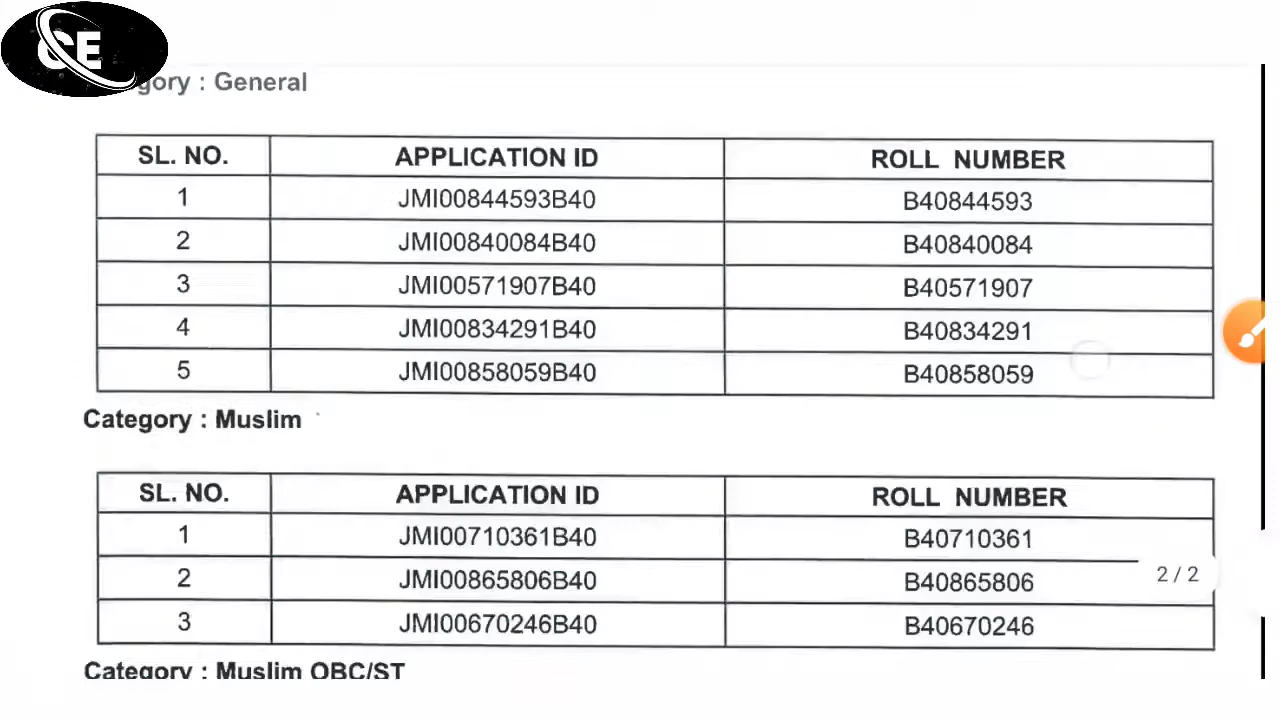 CE
gory : General
SL. NO. APPLICATION ID ROLL NUMBER
1 JMI00844593B40 B40844593
2 JMI00840084B40 B40840084
3 JMI00571907B40 B40571907
4 JMI00834291B40 B40834291
5 JMI00858059B40 B40858059
Category : Muslim
SL. NO. APPLICATION ID ROLL NUMBER
1 JMI00710361B40 B40710361
2 JMI00865806B40 B40865806
2 / 2
3 JMI00670246B40 B40670246
Category : Muslim OBC/ST